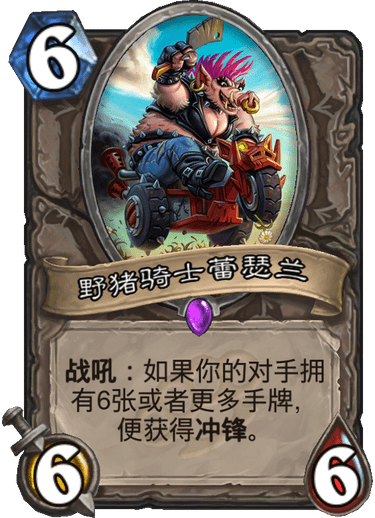 6
野猪骑士蕾瑟兰
战吼：如果你的对手拥
有6张或者更多手牌，
便获得冲锋。
6
6